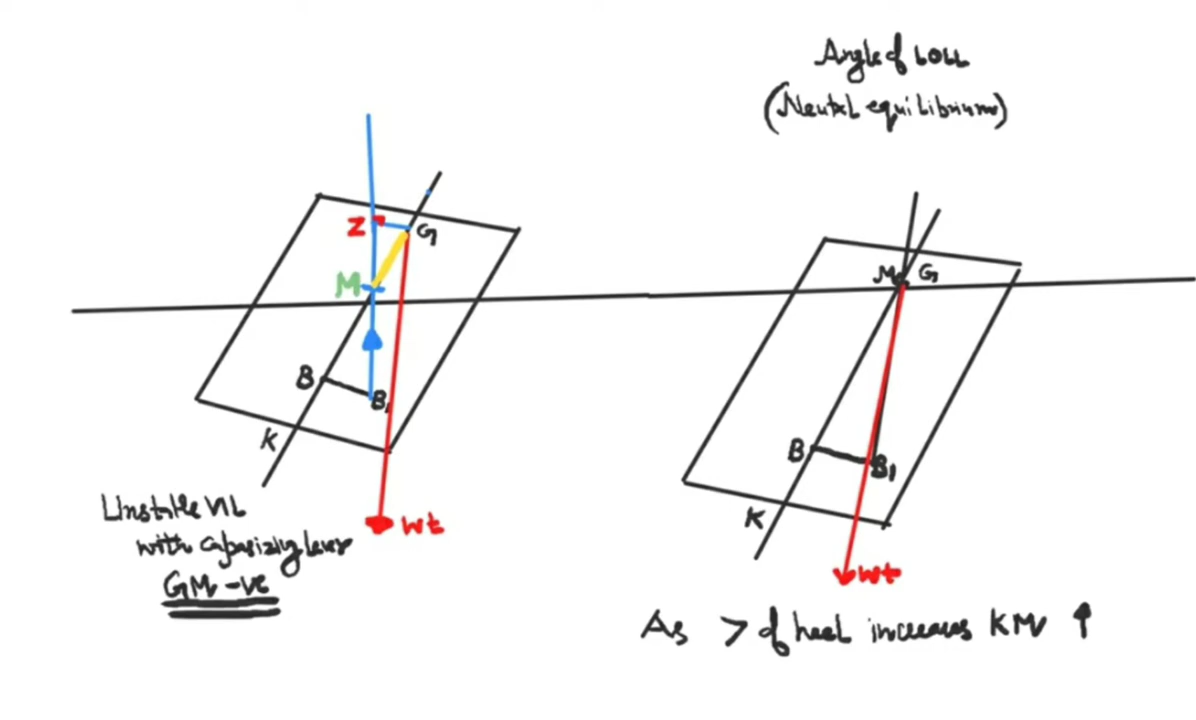 Angle of LOLL
(Neutral equilibrium)
Z
G
M
M G
B
B1
K
B
B1
K
Unstable VL
with capasizing lever
GM -ve
wt
wt
As > of heel increases KM ↑